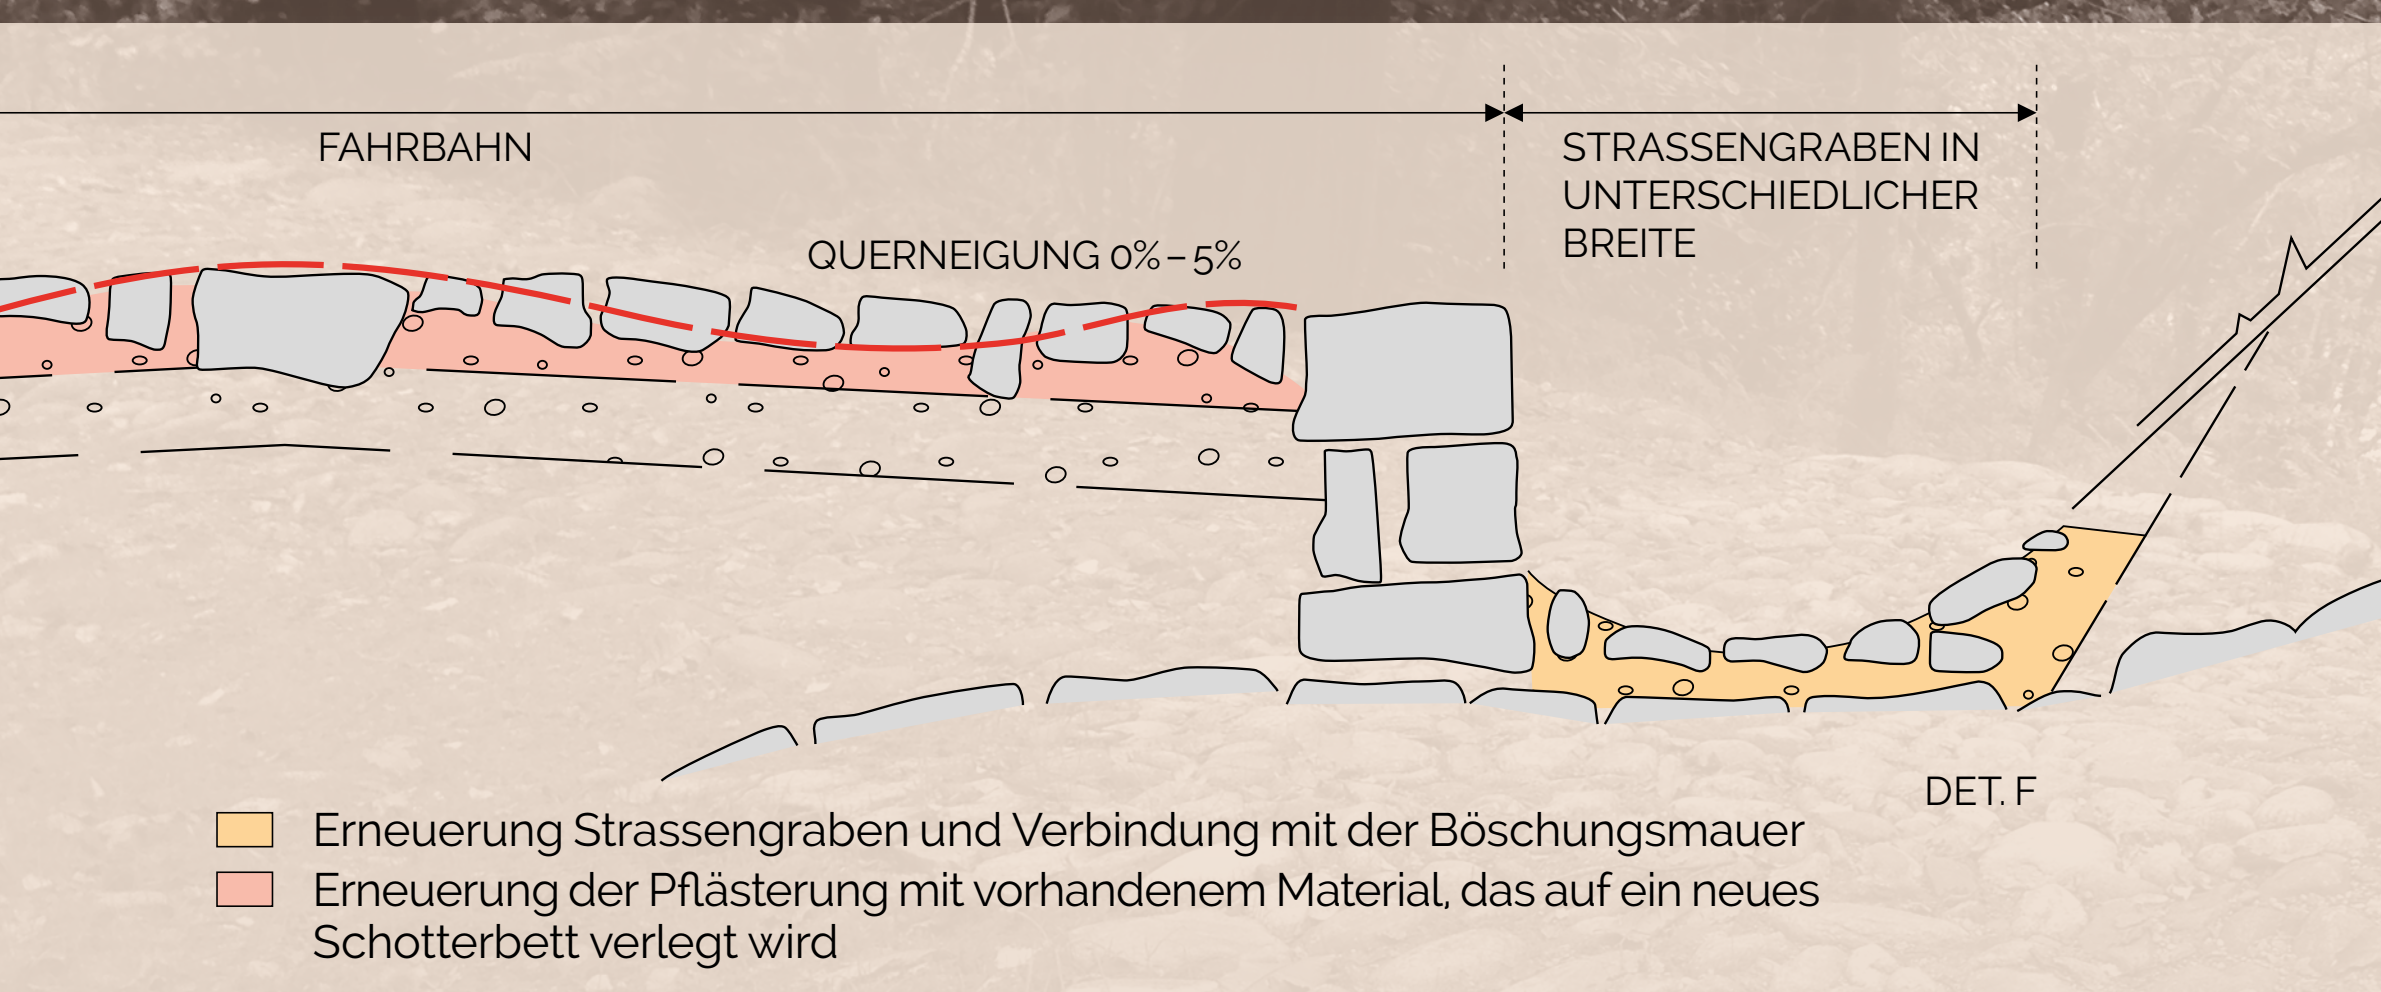 FAHRBAHN
STRASSENGRABEN IN
UNTERSCHIEDLICHER
BREITE
QUERNEIGUNG 0% – 5%
DET. F
Erneuerung Strassengraben und Verbindung mit der Böschungsmauer
Erneuerung der Pflästerung mit vorhandenem Material, das auf ein neues
Schotterbett verlegt wird